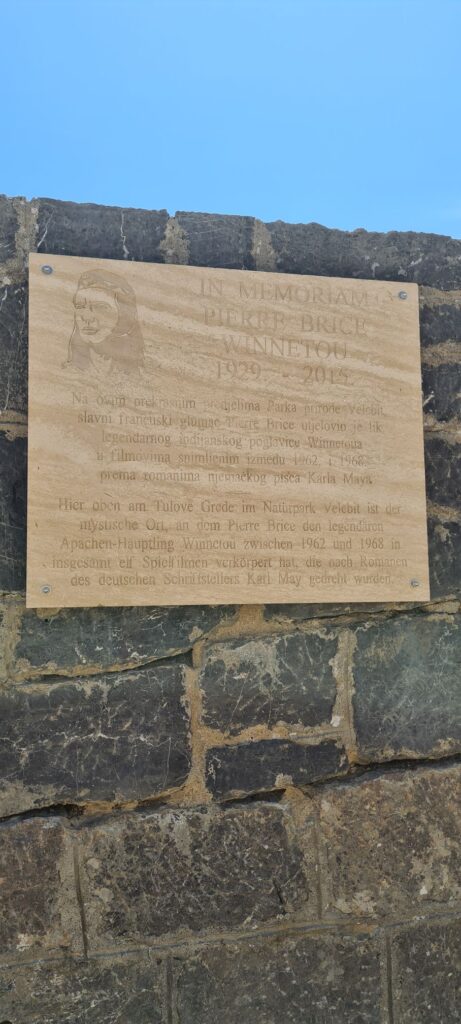 IN MEMORIAM
PIERRE BRICE
WINNETOU
1929 - 2015
Na ovim prekrasnim predjelima Parka prirode Velebit,
slavni francuski glumac Pierre Brice utjelovio je lik
legendarnog indijanskog poglavice Winnetoua
u filmovima snimljenim između 1962. i 1968.
prema romanima njemačkog pisca Karla Maya.
Hier oben am Tulove Grede im Naturpark Velebit ist der
mystische Ort, an dem Pierre Brice den legendären
Apachen-Häuptling Winnetou zwischen 1962 und 1968 in
insgesamt elf Spielfilmen verkörpert hat, die nach Romanen
des deutschen Schriftstellers Karl May gedreht wurden.